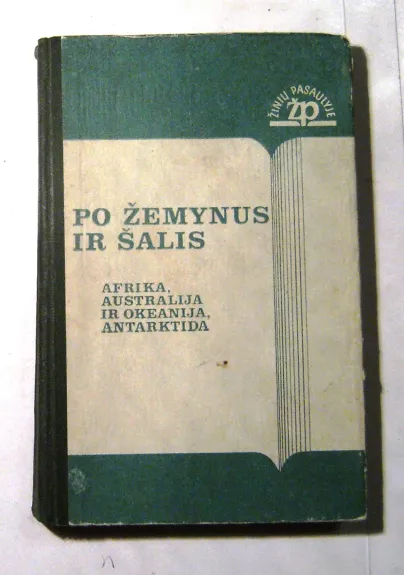 ŽINIŲ PASAULYJE
žp
PO ŽEMYNUS
IR ŠALIS
AFRIKA,
AUSTRALIJA
IR OKEANIJA,
ANTARKTIDA